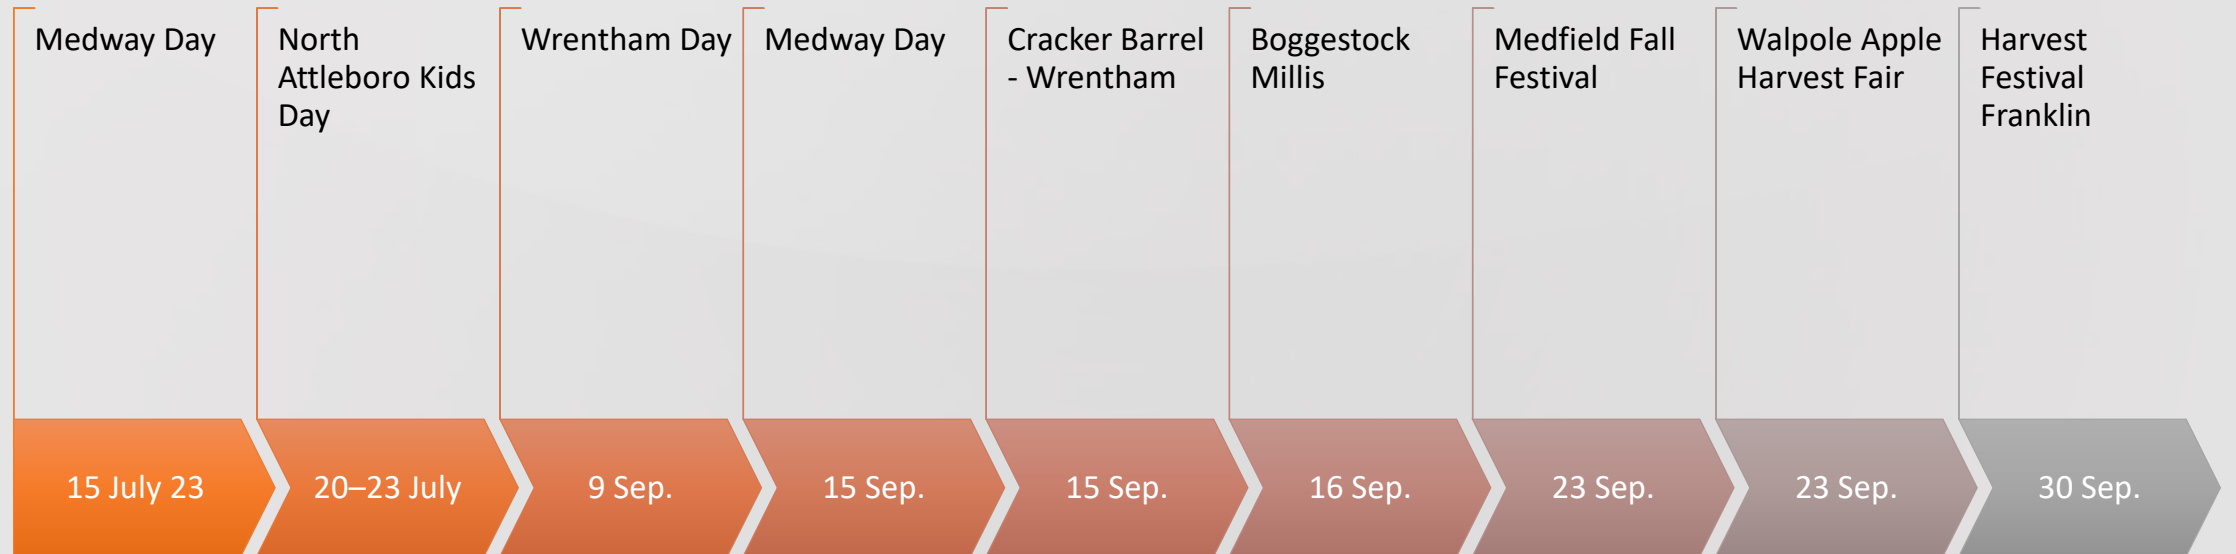 Medway Day
North
Attleboro Kids
Day
Wrentham Day
Medway Day
Cracker Barrel
- Wrentham
Boggestock
Millis
Medfield Fall
Festival
Walpole Apple
Harvest Fair
Harvest
Festival
Franklin
15 July 23
20–23 July
9 Sep.
15 Sep.
15 Sep.
16 Sep.
23 Sep.
23 Sep.
30 Sep.